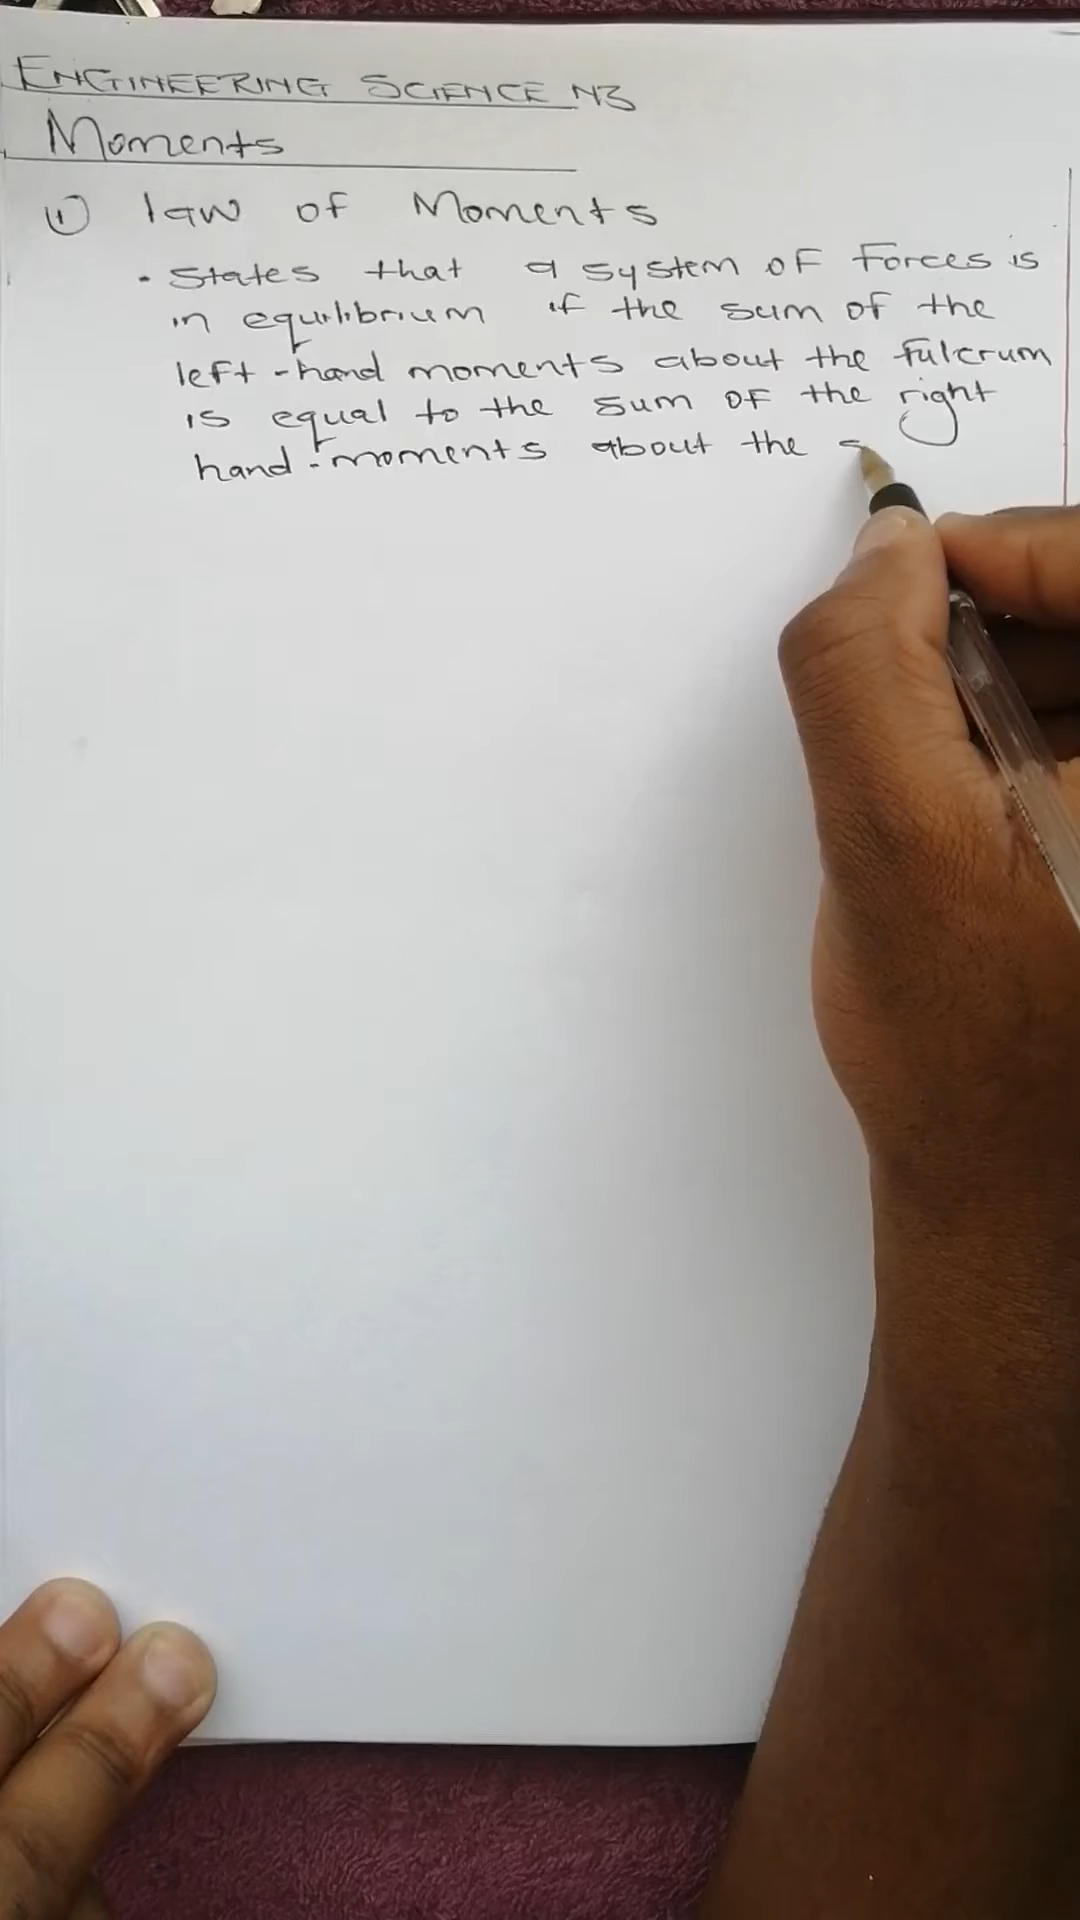 ENGINEERING SCIENCE N3
Moments
1) law of Moments
• States that a system of Forces is
in equilibrium if the sum of the
left-hand moments about the fulcrum
is equal to the sum of the right
hand-moments about the s